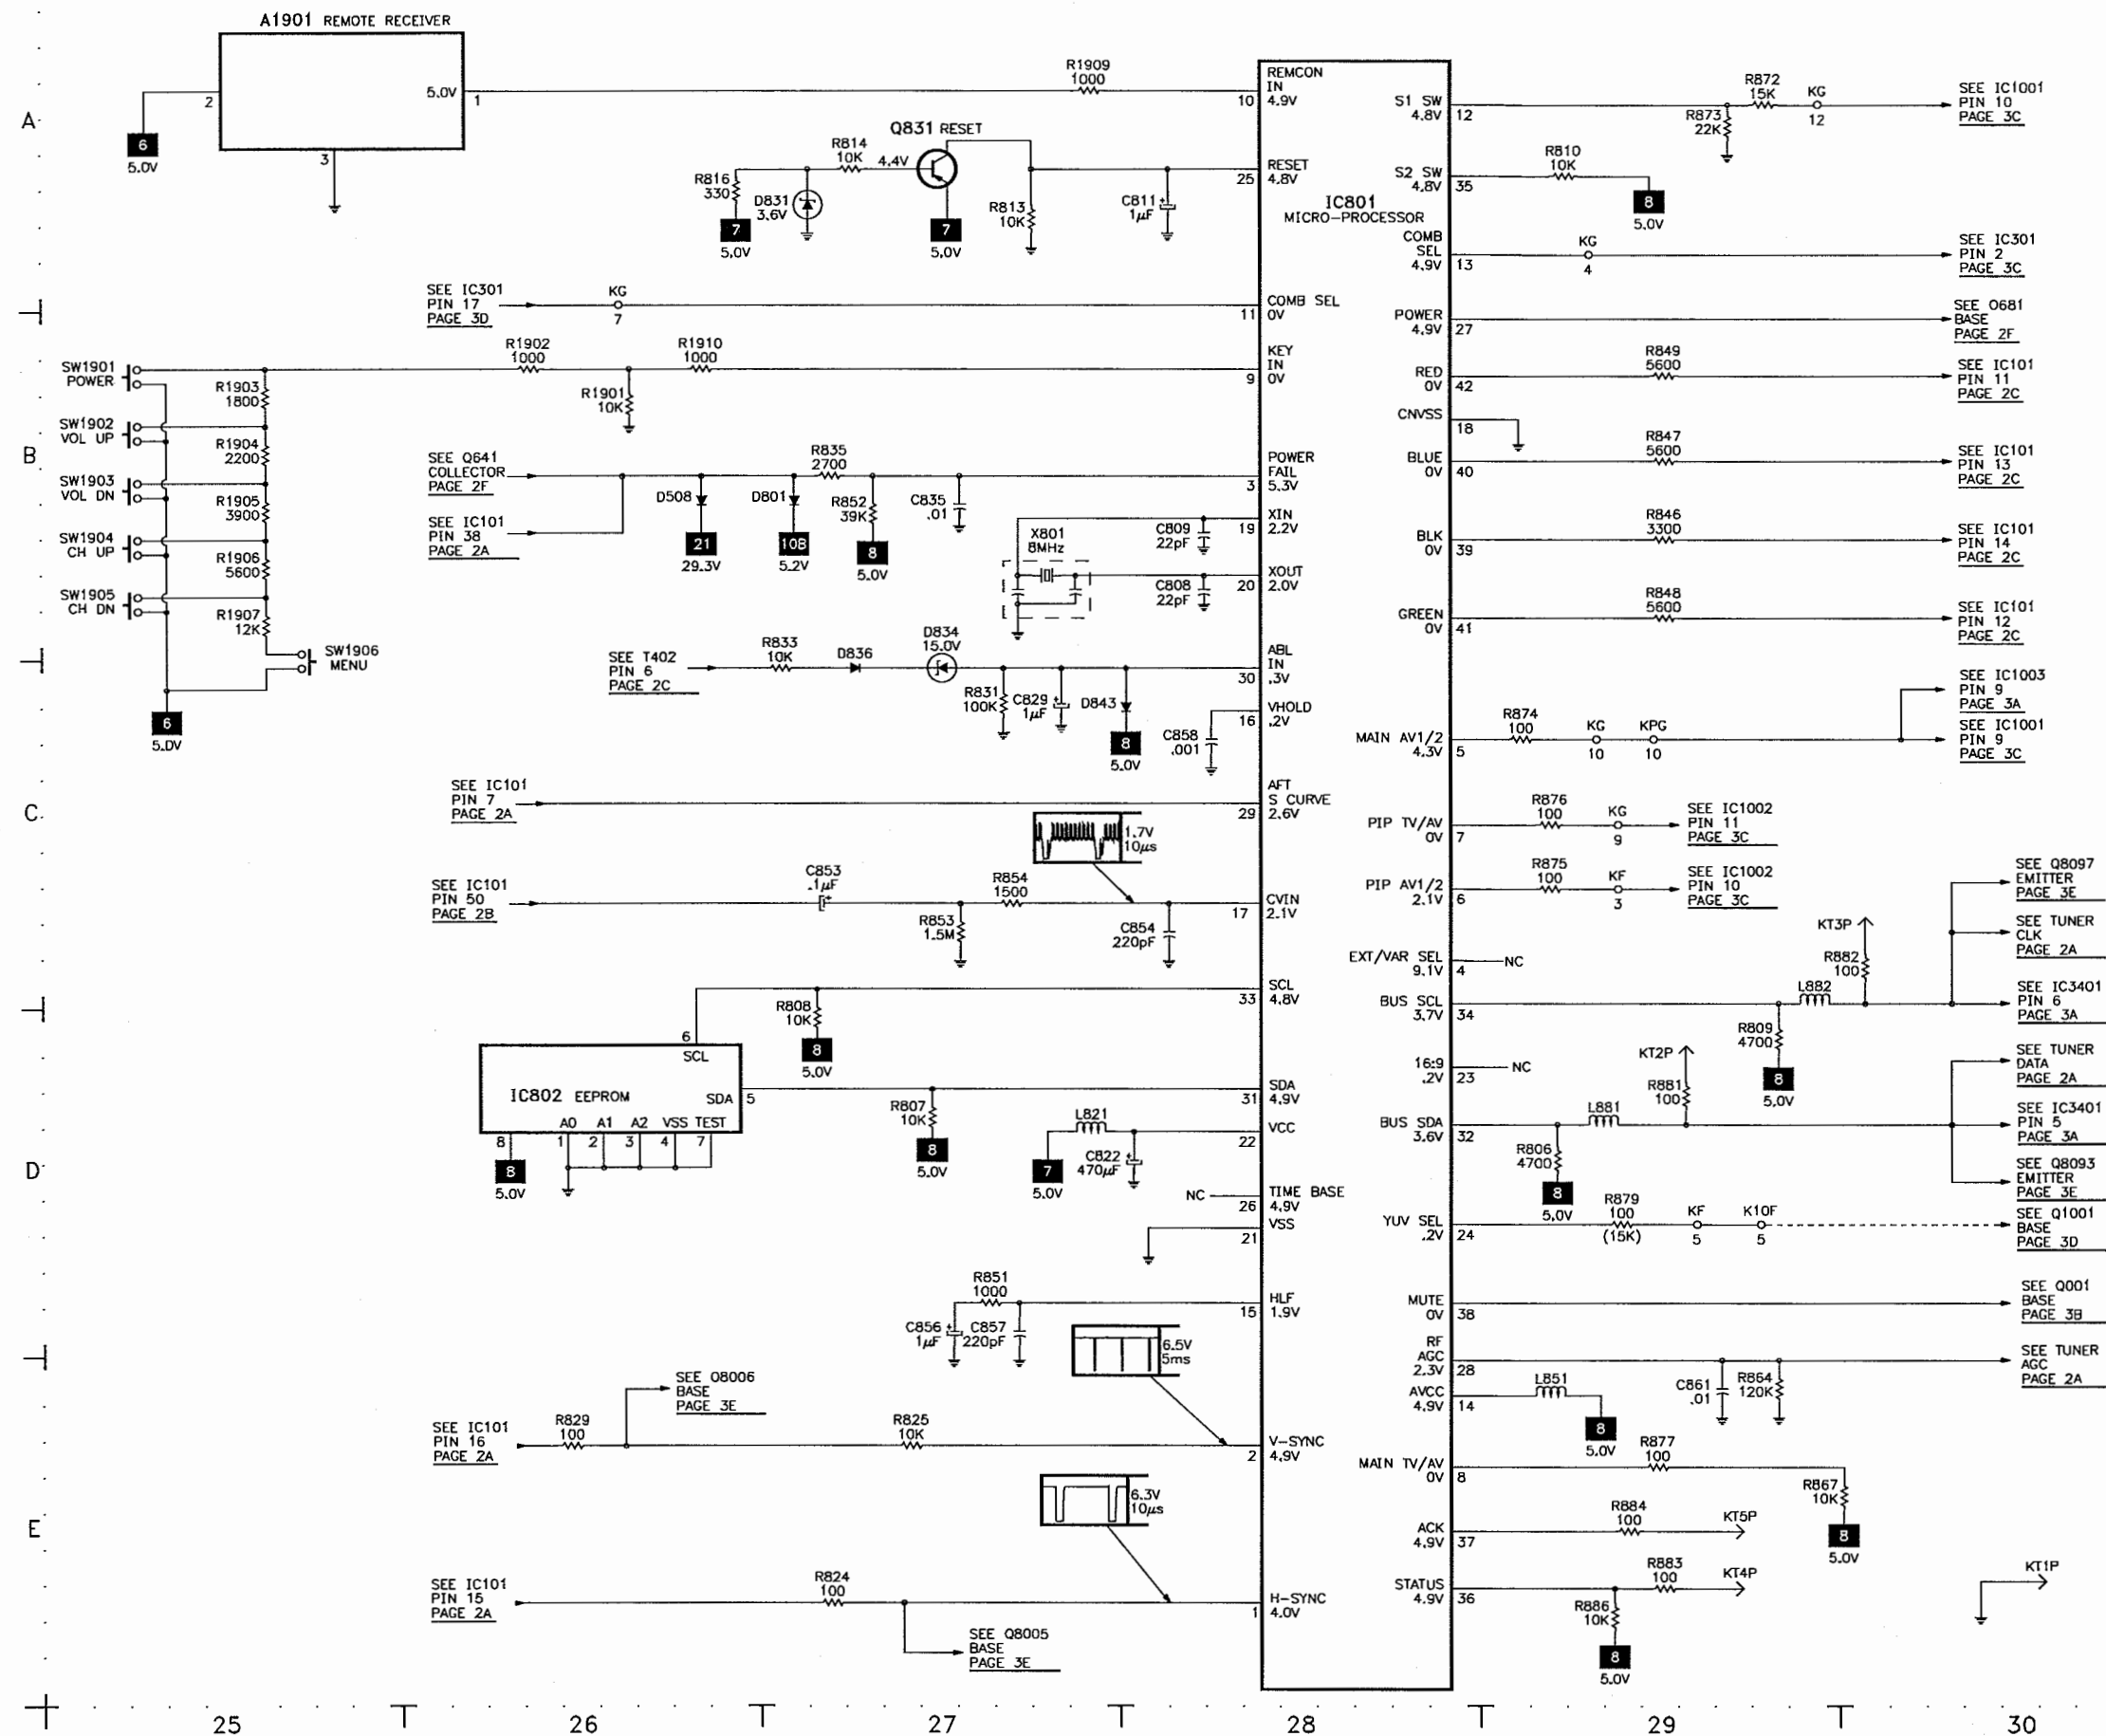 A1901 REMOTE RECEIVER
5.0V
1
2
3
6
5.0V
A
R1909
1000
10
REMCON
IN
4.9V
Q831 RESET
R814
10K
4.4V
R816
330
D831
3.6V
7
5.0V
7
5.0V
R813
10K
C811
+
1µF
25
RESET
4.8V
IC801
MICRO-PROCESSOR
S1 SW
4.8V
12
R872
15K
KG
12
R873
22K
SEE IC1001
PIN 10
PAGE 3C
S2 SW
4.8V
35
R810
10K
8
5.0V
COMB
SEL
4.9V
13
KG
4
SEE IC301
PIN 2
PAGE 3C
SEE IC301
PIN 17
PAGE 3D
KG
7
11
COMB SEL
0V
POWER
4.9V
27
SEE O681
BASE
PAGE 2F
SW1901
POWER
R1903
1800
SW1902
VOL UP
R1904
2200
B
SW1903
VOL DN
R1905
3900
SW1904
CH UP
R1906
5600
SW1905
CH DN
R1907
12K
SW1906
MENU
6
5.DV
R1902
1000
R1910
1000
R1901
10K
9
KEY
IN
0V
RED
0V
42
R849
5600
SEE IC101
PIN 11
PAGE 2C
CNVSS
18
SEE Q641
COLLECTOR
PAGE 2F
SEE IC101
PIN 38
PAGE 2A
R835
2700
D508
21
29.3V
D801
10B
5.2V
R852
39K
8
5.0V
C835
.01
3
POWER
FAIL
5.3V
BLUE
0V
40
R847
5600
SEE IC101
PIN 13
PAGE 2C
19
XIN
2.2V
C809
22pF
X801
8MHz
20
XOUT
2.0V
C808
22pF
BLK
0V
39
R846
3300
SEE IC101
PIN 14
PAGE 2C
GREEN
0V
41
R848
5600
SEE IC101
PIN 12
PAGE 2C
SEE T402
PIN 6
PAGE 2C
R833
10K
D836
D834
15.0V
R831
100K
C829
+
1µF
D843
8
5.0V
30
ABL
IN
.3V
16
VHOLD
.2V
C858
.001
MAIN AV1/2
4.3V
5
R874
100
KG
10
KPG
10
SEE IC1003
PIN 9
PAGE 3A
SEE IC1001
PIN 9
PAGE 3C
C
SEE IC101
PIN 7
PAGE 2A
29
AFT
S CURVE
2.6V
1.7V
10µs
PIP TV/AV
0V
7
R876
100
KG
9
SEE IC1002
PIN 11
PAGE 3C
SEE IC101
PIN 50
PAGE 2B
C853
.1µF
+
R854
1500
R853
1.5M
C854
220pF
17
CVIN
2.1V
PIP AV1/2
2.1V
6
R875
100
KF
3
SEE IC1002
PIN 10
PAGE 3C
EXT/VAR SEL
9.1V
4
NC
33
SCL
4.8V
R808
10K
8
5.0V
BUS SCL
3.7V
34
KT3P
R882
100
L882
R809
4700
8
5.0V
SEE Q8097
EMITTER
PAGE 3E
SEE TUNER
CLK
PAGE 2A
SEE IC3401
PIN 6
PAGE 3A
IC802 EEPROM
6
SCL
SDA
5
A0 A1 A2 VSS TEST
8 1 2 3 4 7
8
5.0V
D
R807
10K
8
5.0V
31
SDA
4.9V
16:9
.2V
23
NC
KT2P
R881
100
L881
BUS SDA
3.6V
32
R806
4700
8
5.0V
SEE TUNER
DATA
PAGE 2A
SEE IC3401
PIN 5
PAGE 3A
SEE Q8093
EMITTER
PAGE 3E
L821
7
5.0V
C822
+
470µF
22
VCC
NC
26
TIME BASE
4.9V
21
VSS
YUV SEL
.2V
24
R879
100
(15K)
KF
5
K10F
5
SEE Q1001
BASE
PAGE 3D
R851
1000
C856
+
1µF
C857
220pF
15
HLF
1.9V
MUTE
0V
38
SEE Q001
BASE
PAGE 3B
6.5V
5ms
RF
AGC
2.3V
28
C861
.01
R864
120K
SEE TUNER
AGC
PAGE 2A
AVCC
4.9V
14
L851
8
5.0V
SEE O8006
BASE
PAGE 3E
SEE IC101
PIN 16
PAGE 2A
R829
100
R825
10K
2
V-SYNC
4.9V
MAIN TV/AV
0V
8
R877
100
R867
10K
8
5.0V
E
6.3V
10µs
ACK
4.9V
37
R884
100
KT5P
SEE IC101
PIN 15
PAGE 2A
R824
100
1
H-SYNC
4.0V
SEE Q8005
BASE
PAGE 3E
STATUS
4.9V
36
R883
100
KT4P
R886
10K
8
5.0V
KT1P
25 26 27 28 29 30